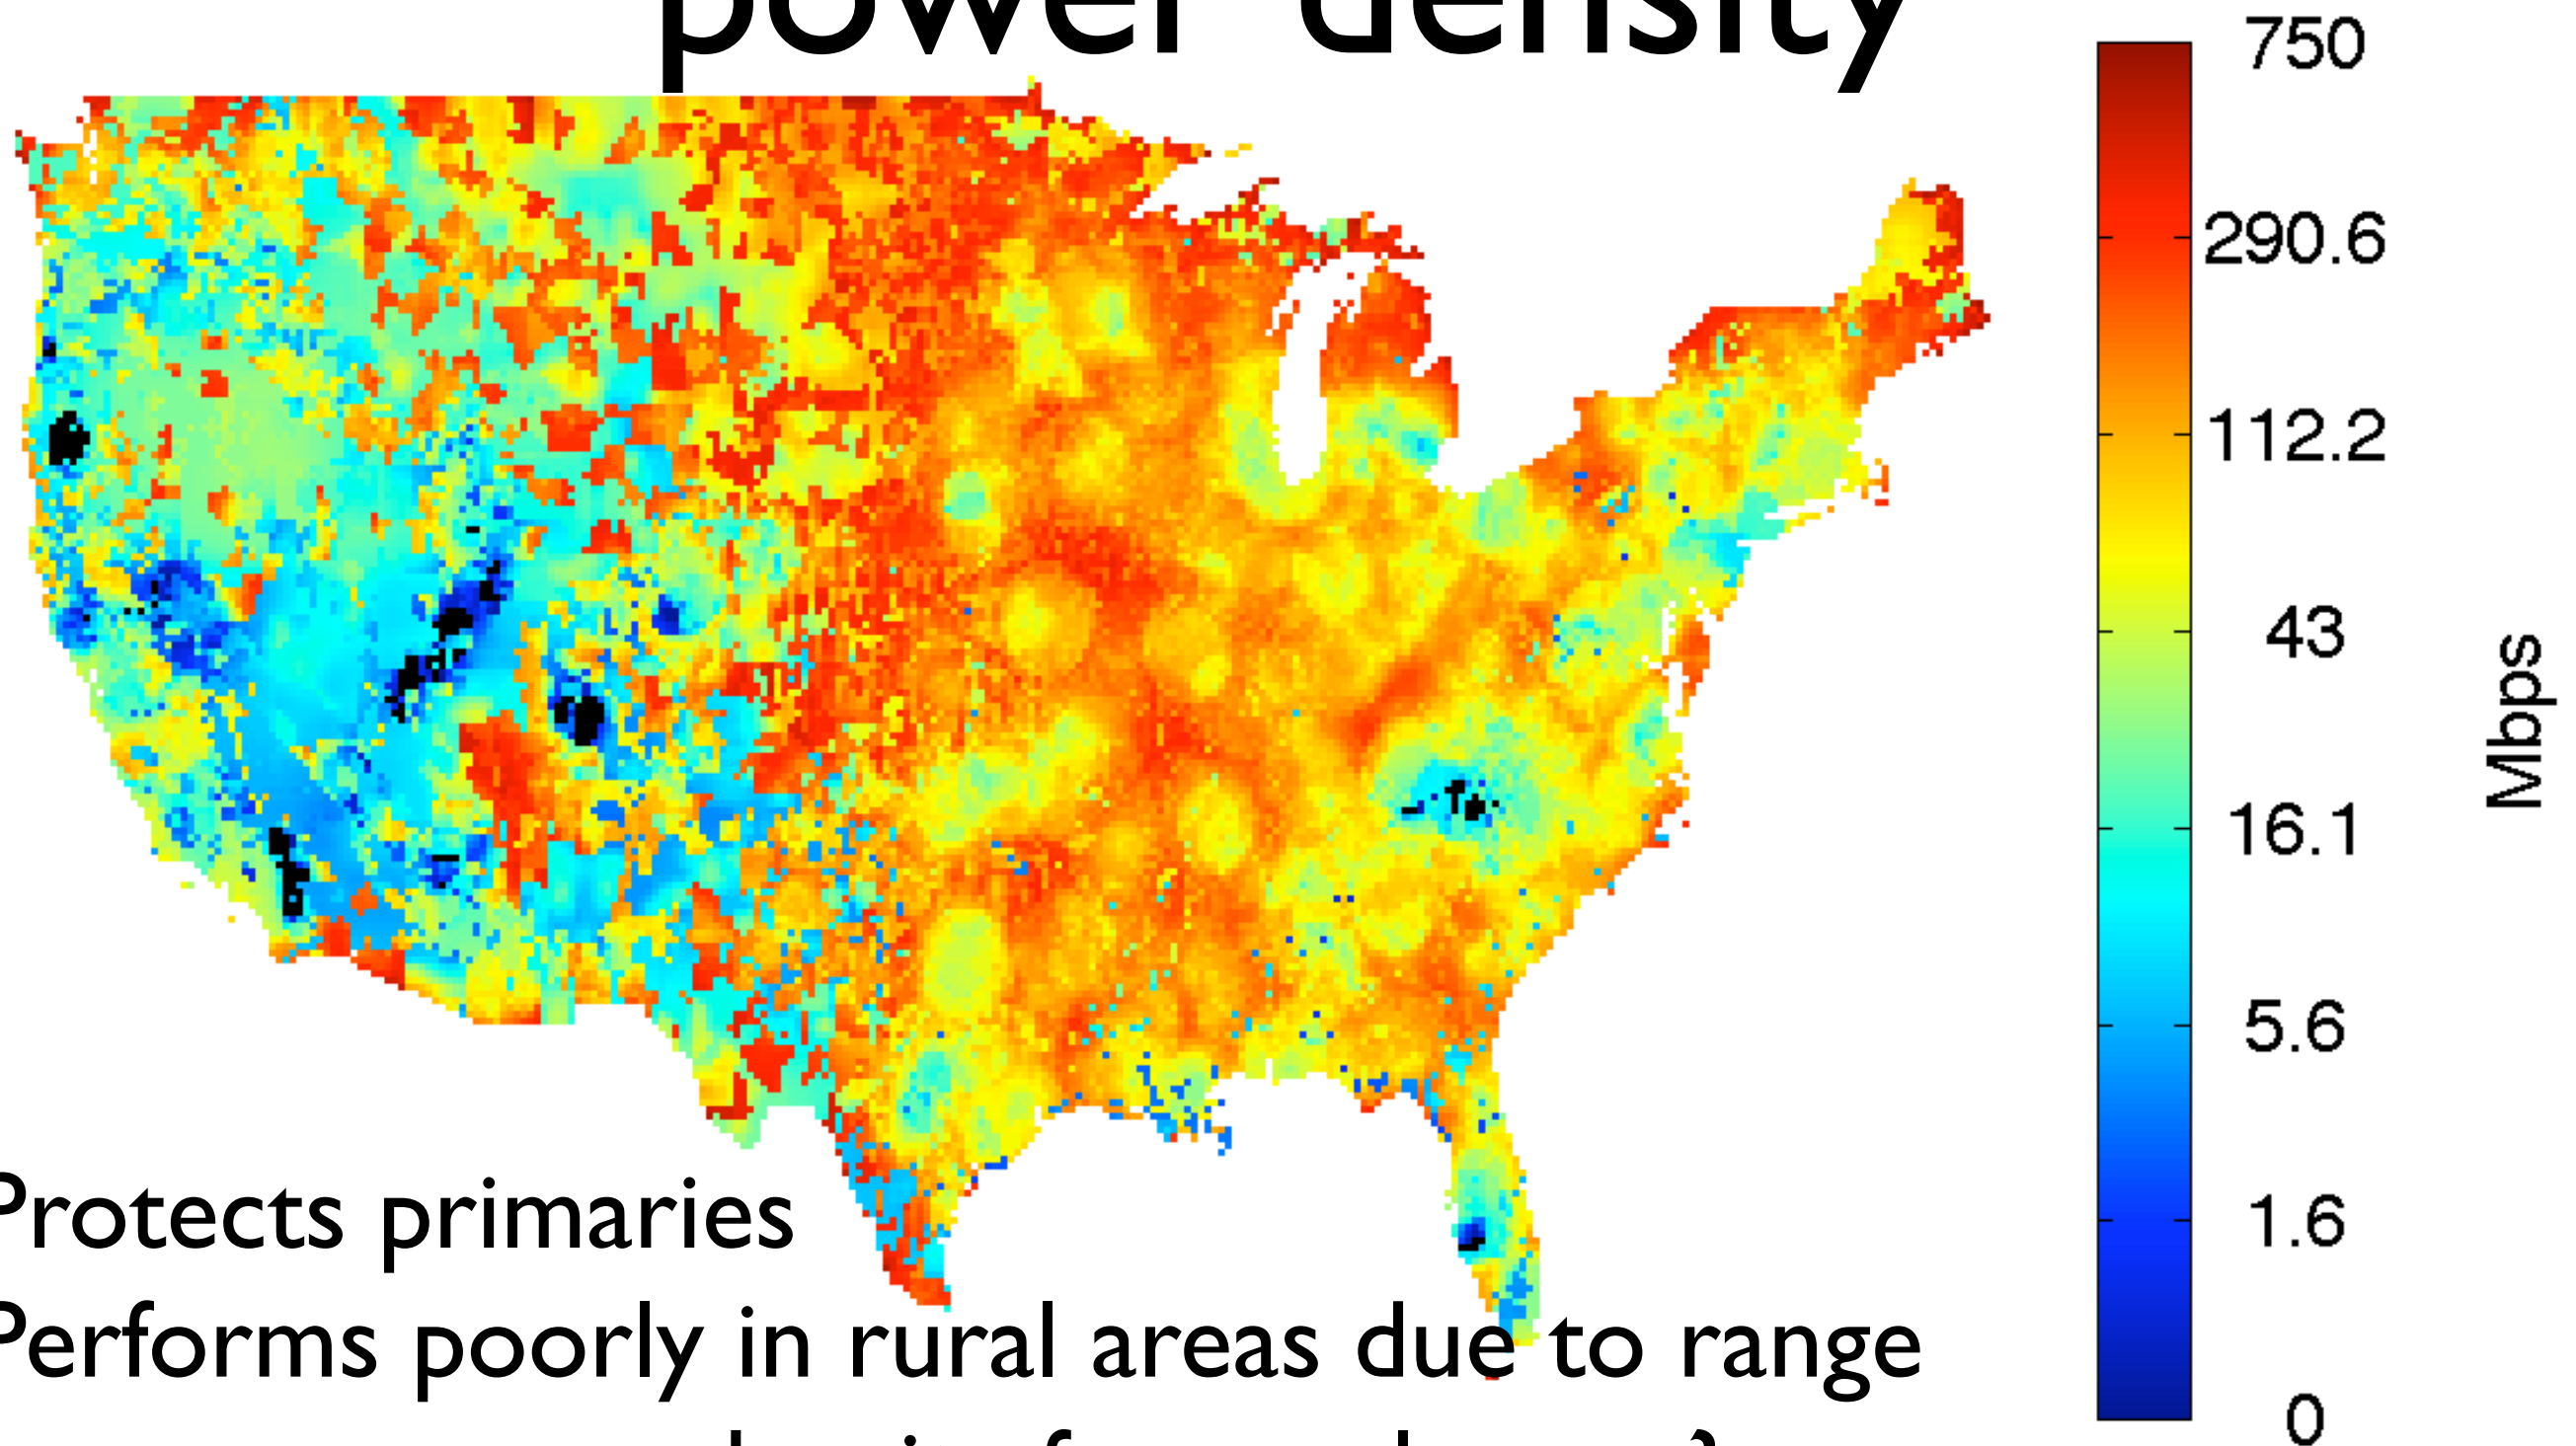 power density
750
290.6
112.2
43
16.1
5.6
1.6
0
Mbps
Protects primaries
Performs poorly in rural areas due to range